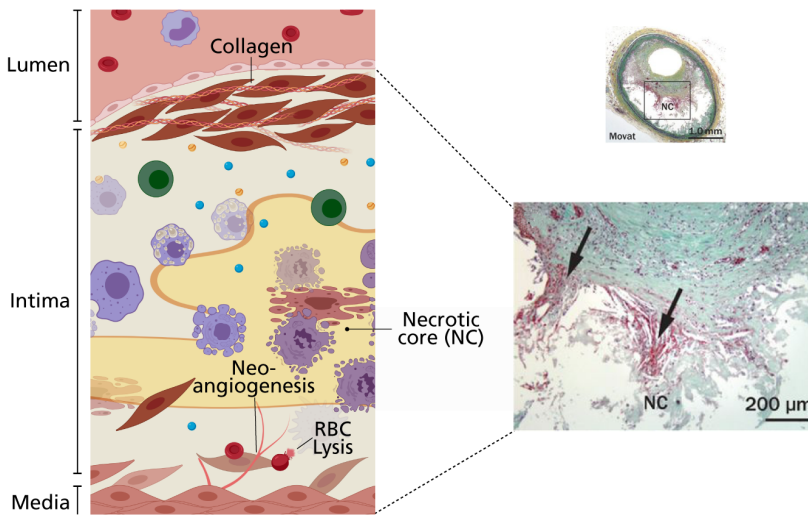 Lumen
Collagen
Intima
Necrotic
core (NC)
Neo-
angiogenesis
RBC
Lysis
Media
NC
Movat
1.0 mm
NC
200 µm